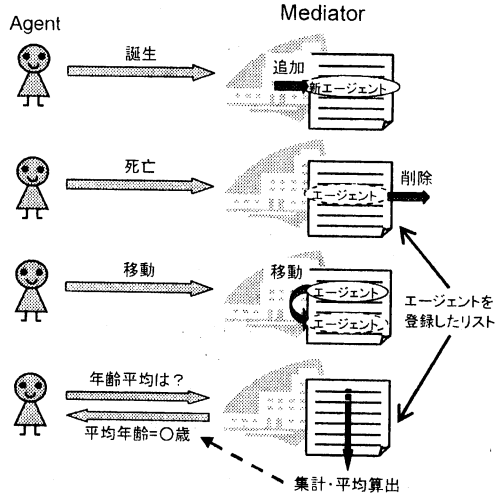 Agent
Mediator
誕生
追加
新エージェント
死亡
エージェント
削除
移動
移動
エージェント
エージェント
エージェントを
登録したリスト
年齢平均は？
平均年齢=〇歳
集計・平均算出